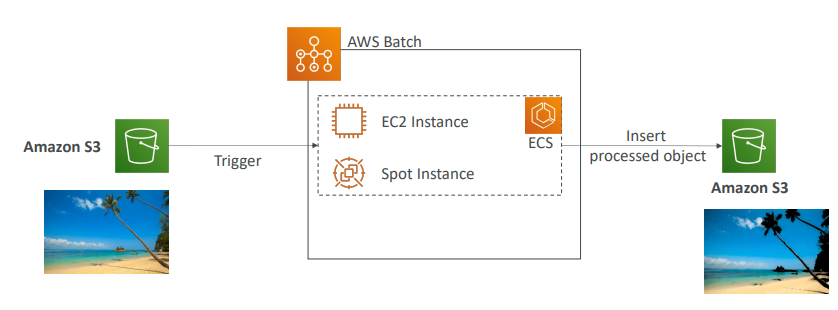 AWS Batch
EC2 Instance
ECS
Spot Instance
Amazon S3
Trigger
Insert
processed object
Amazon S3